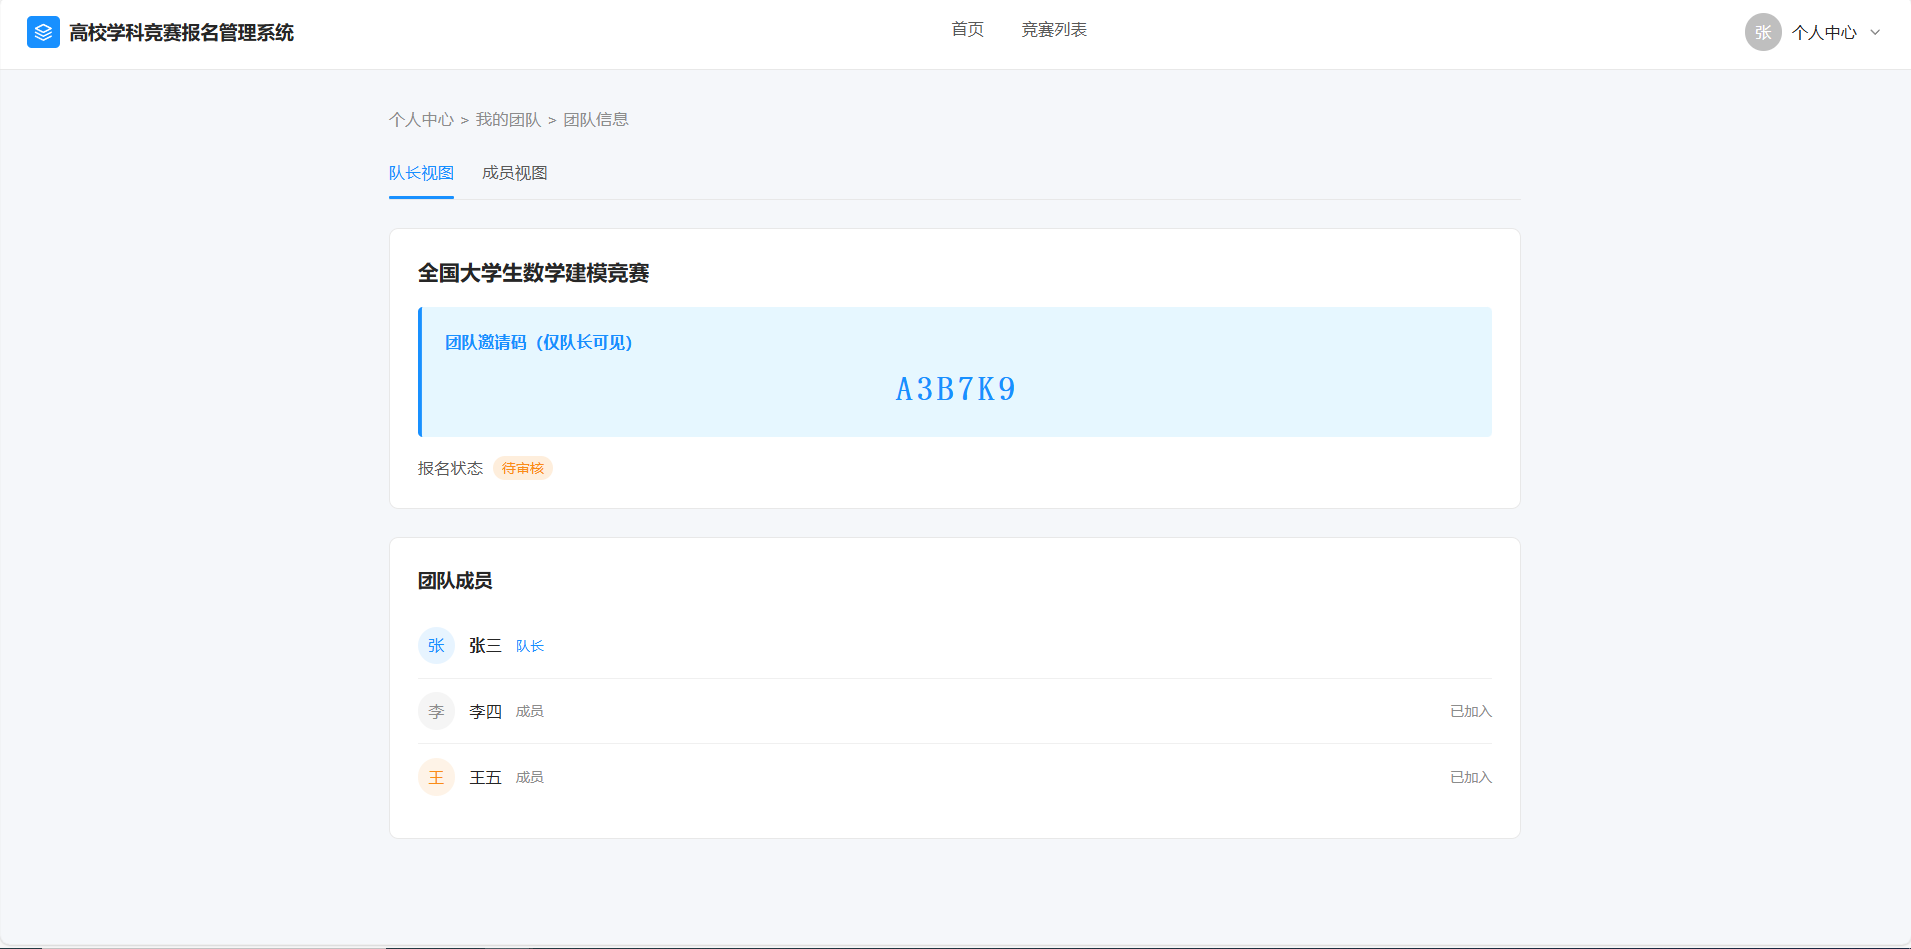 高校学科竞赛报名管理系统
首页 竞赛列表
张 个人中心
个人中心 > 我的团队 > 团队信息
队长视图 成员视图
全国大学生数学建模竞赛
团队邀请码（仅队长可见）
A3B7K9
报名状态 待审核
团队成员
张 张三 队长
李 李四 成员 已加入
王 王五 成员 已加入